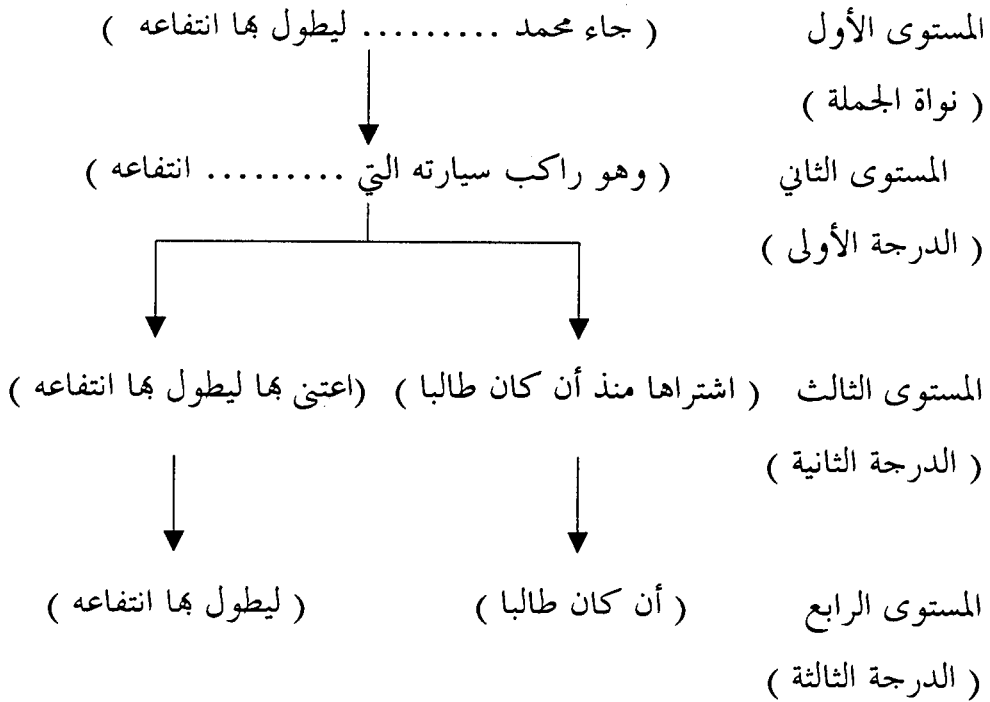 المستوى الأول ( جاء محمد ......... ليطول بها انتفاعه )
( نواة الجملة )
المستوى الثاني ( وهو راكب سيارته التي ......... انتفاعه )
( الدرجة الأولى )
المستوى الثالث ( اشتراها منذ أن كان طالبا ) (اعتنى بها ليطول بها انتفاعه )
( الدرجة الثانية )
المستوى الرابع ( أن كان طالبا ) ( ليطول بها انتفاعه )
( الدرجة الثالثة )